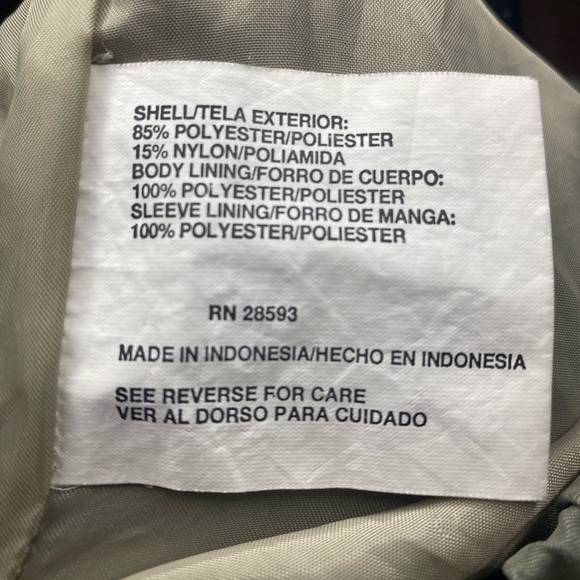 SHELL/TELA EXTERIOR:
85% POLYESTER/POLIESTER
15% NYLON/POLIAMIDA
BODY LINING/FORRO DE CUERPO:
100% POLYESTER/POLIESTER
SLEEVE LINING/FORRO DE MANGA:
100% POLYESTER/POLIESTER
RN 28593
MADE IN INDONESIA/HECHO EN INDONESIA
SEE REVERSE FOR CARE
VER AL DORSO PARA CUIDADO